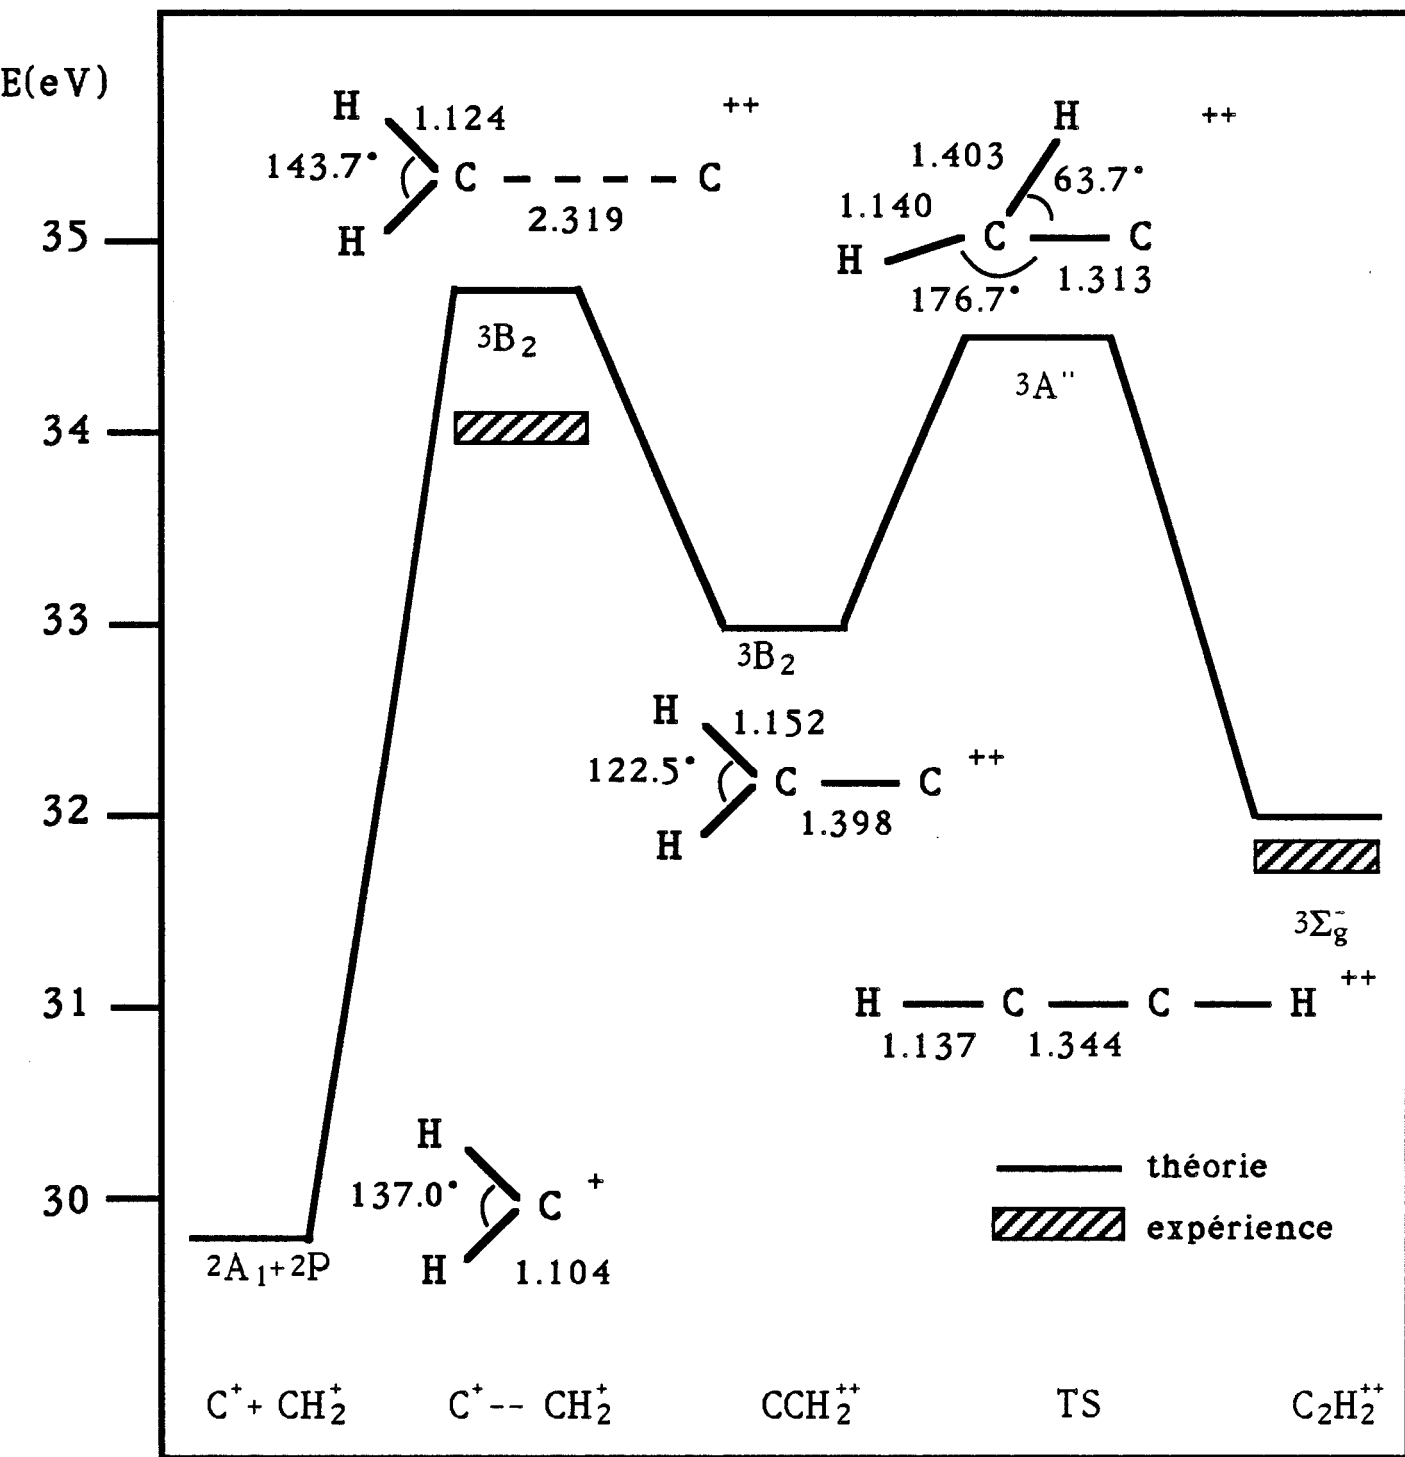 E(eV)
35
34
33
32
31
30
H
1.124
++
143.7°
C
C
2.319
H
H
++
1.403
63.7°
1.140
C
C
H
1.313
176.7°
³B₂
³A"
³B₂
H
1.152
122.5°
C
C
++
1.398
H
³Σg⁻
H
C
C
H
++
1.137
1.344
H
137.0°
C
+
H
1.104
théorie
expérience
²A₁+²P
C⁺+ CH₂⁺
C⁺-- CH₂⁺
CCH₂⁺⁺
TS
C₂H₂⁺⁺